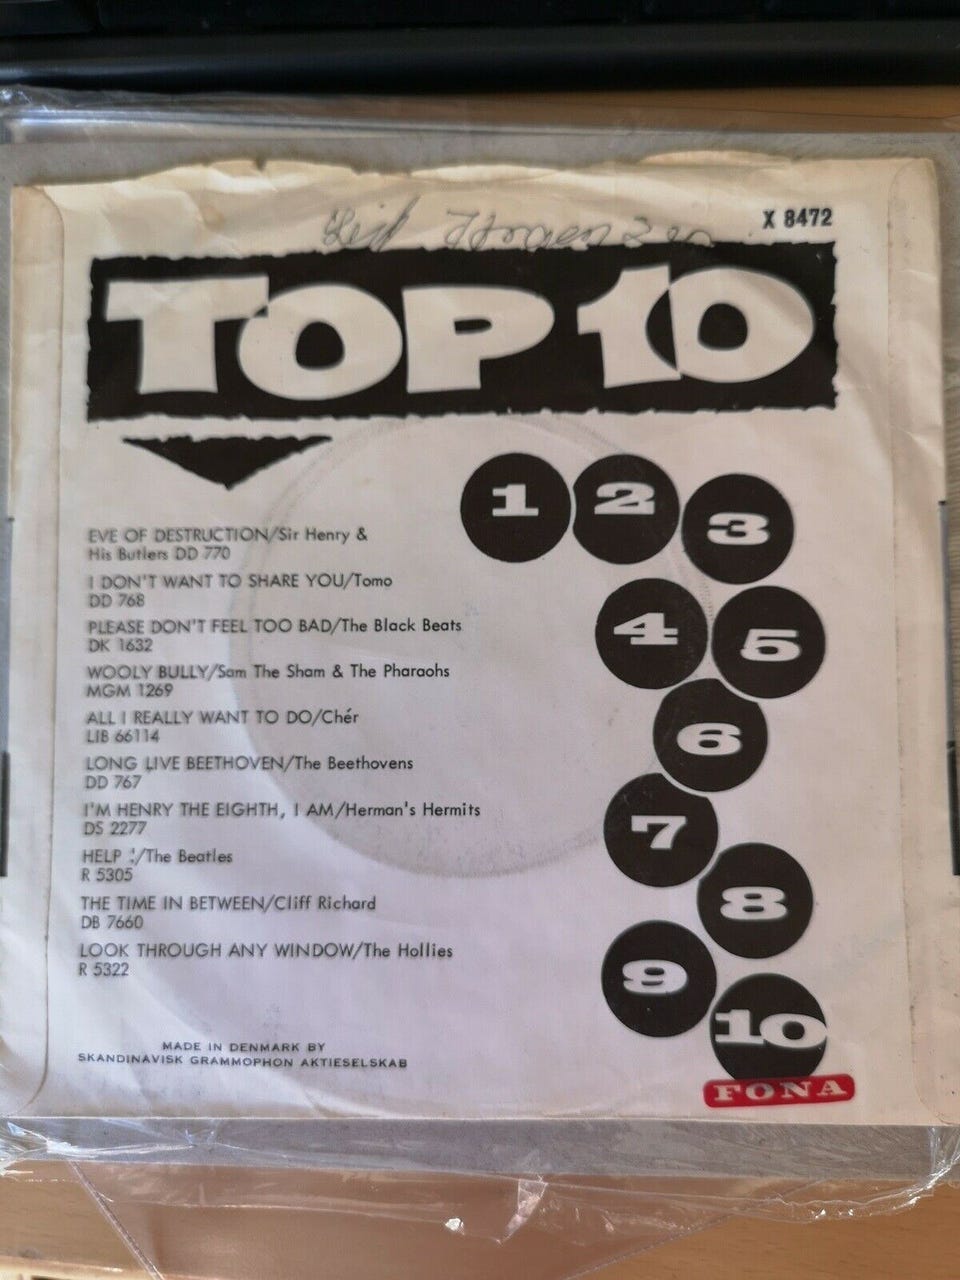 X 8472
TOP 10
1 2 3
4 5
6
7
8
9
10
EVE OF DESTRUCTION/Sir Henry &
His Butlers DD 770
I DON'T WANT TO SHARE YOU/Tomo
DD 768
PLEASE DON'T FEEL TOO BAD/The Black Beats
DK 1632
WOOLY BULLY/Sam The Sham & The Pharaohs
MGM 1269
ALL I REALLY WANT TO DO/Chér
LIB 66114
LONG LIVE BEETHOVEN/The Beethovens
DD 767
I'M HENRY THE EIGHTH, I AM/Herman's Hermits
DS 2277
HELP !/The Beatles
R 5305
THE TIME IN BETWEEN/Cliff Richard
DB 7660
LOOK THROUGH ANY WINDOW/The Hollies
R 5322
MADE IN DENMARK BY
SKANDINAVISK GRAMMOPHON AKTIESELSKAB
FONA